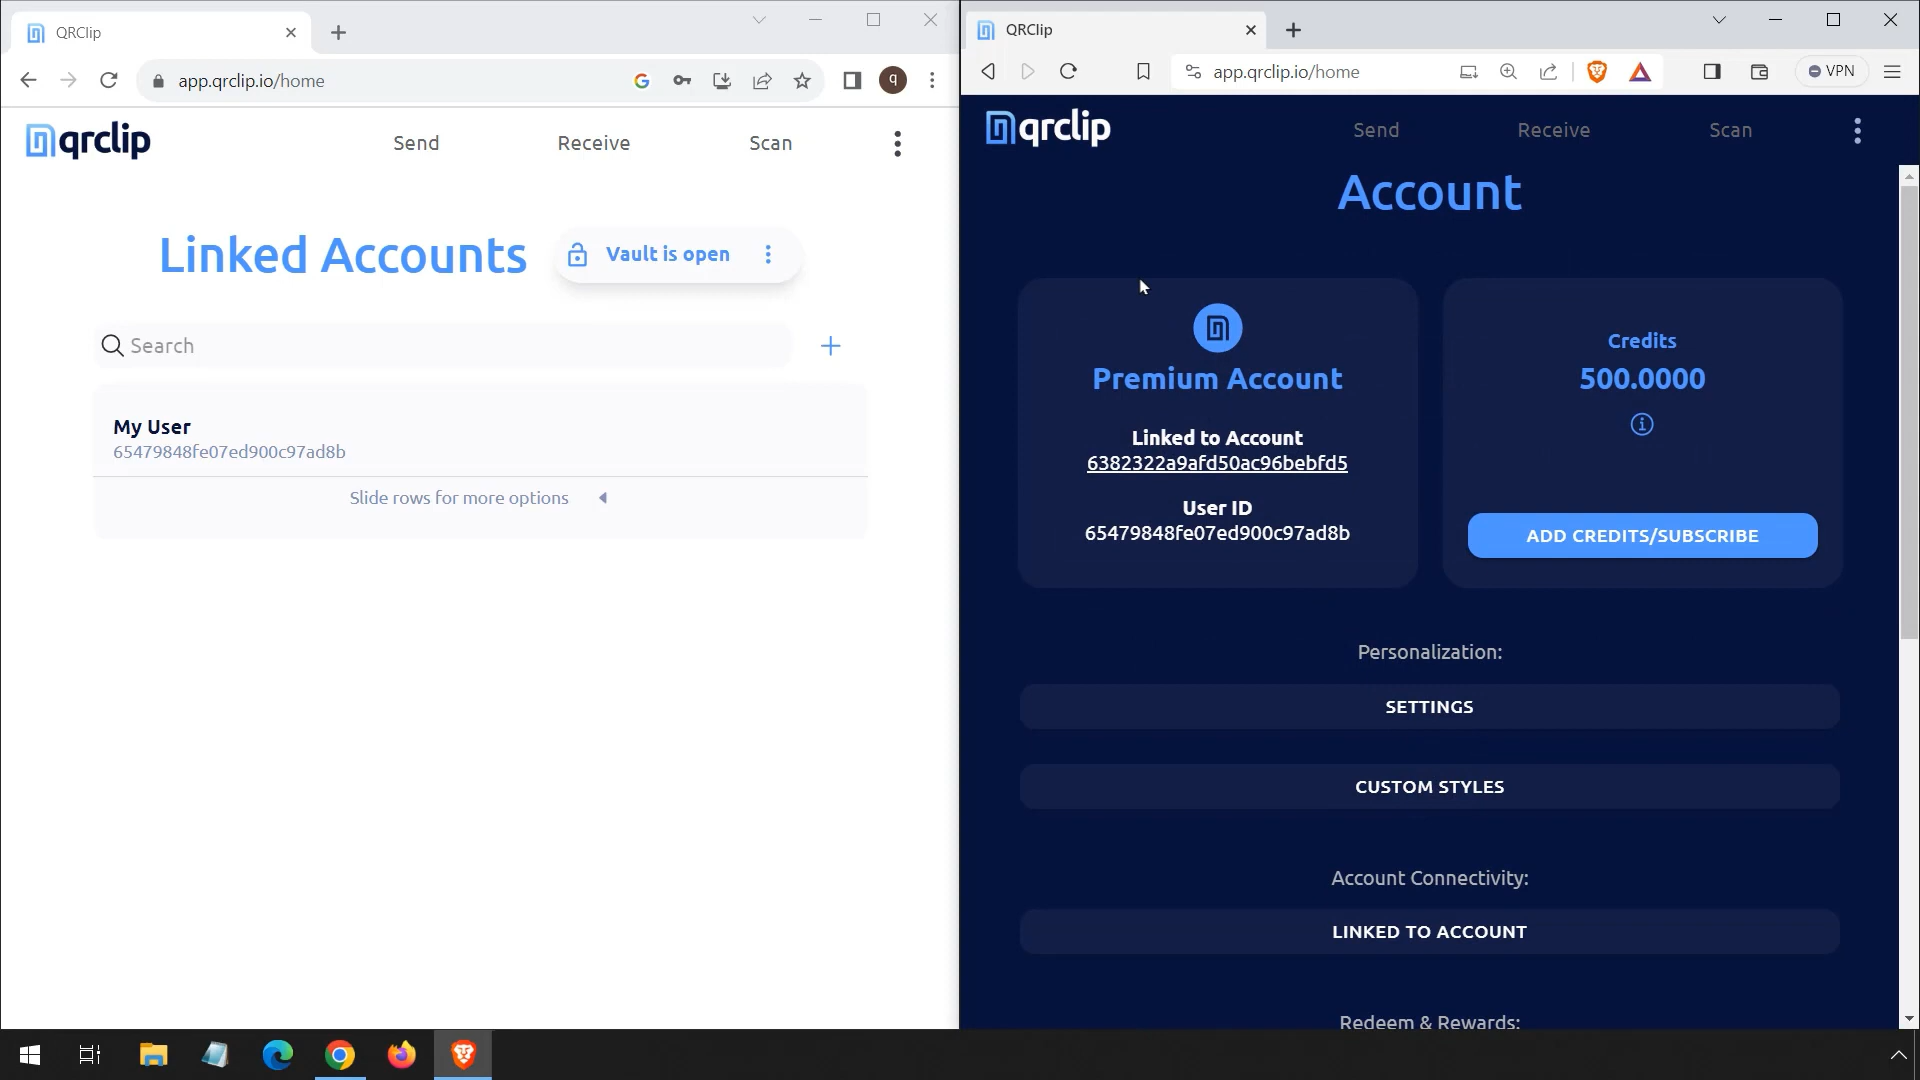 QRClip
app.qrclip.io/home
q
qrclip
Send
Receive
Scan
Linked Accounts
Vault is open
Search
My User
65479848fe07ed900c97ad8b
Slide rows for more options
QRClip
app.qrclip.io/home
VPN
qrclip
Send
Receive
Scan
Account
Premium Account
Linked to Account
6382322a9afd50ac96bebfd5
User ID
65479848fe07ed900c97ad8b
Credits
500.0000
ADD CREDITS/SUBSCRIBE
Personalization:
SETTINGS
CUSTOM STYLES
Account Connectivity:
LINKED TO ACCOUNT
Redeem & Rewards: